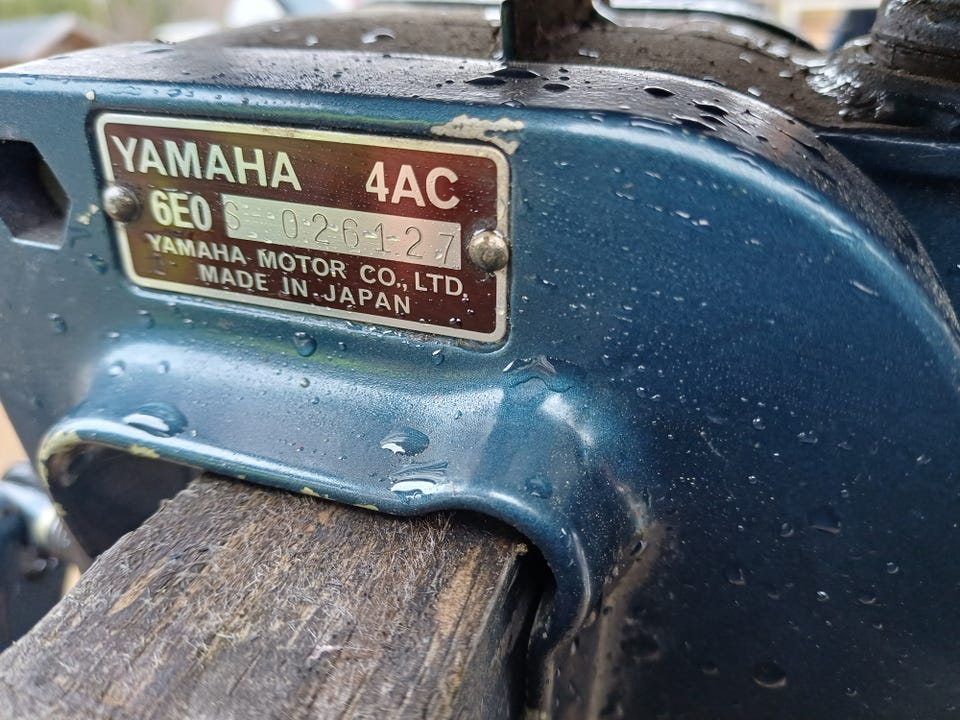 YAMAHA 4AC
6E0 S 026127
YAMAHA MOTOR CO., LTD.
MADE IN JAPAN